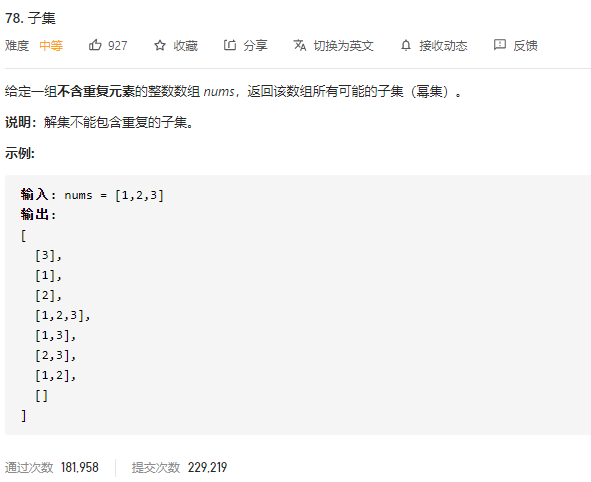 78. 子集
难度 中等 927 收藏 分享 切换为英文 接收动态 反馈
给定一组不含重复元素的整数数组 nums，返回该数组所有可能的子集（幂集）。
说明：解集不能包含重复的子集。
示例:
输入: nums = [1,2,3]
输出:
[
[3],
[1],
[2],
[1,2,3],
[1,3],
[2,3],
[1,2],
[]
]
通过次数 181,958 提交次数 229,219